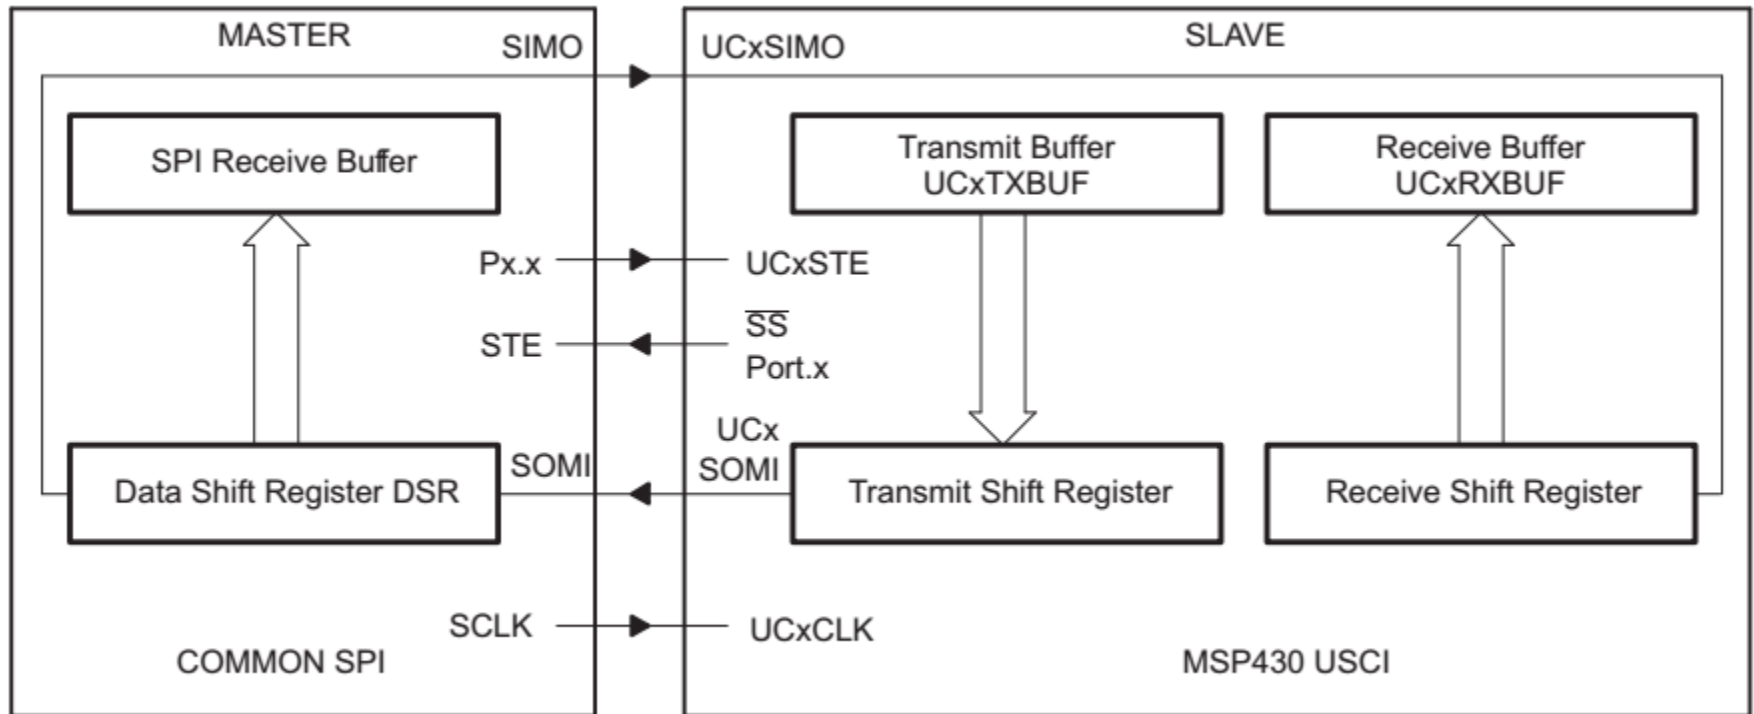 MASTER
SLAVE
SIMO
UCxSIMO
SPI Receive Buffer
Transmit Buffer
UCxTXBUF
Receive Buffer
UCxRXBUF
Px.x
UCxSTE
STE
SS
Port.x
UCx
SOMI
SOMI
Data Shift Register DSR
Transmit Shift Register
Receive Shift Register
SCLK
UCxCLK
COMMON SPI
MSP430 USCI